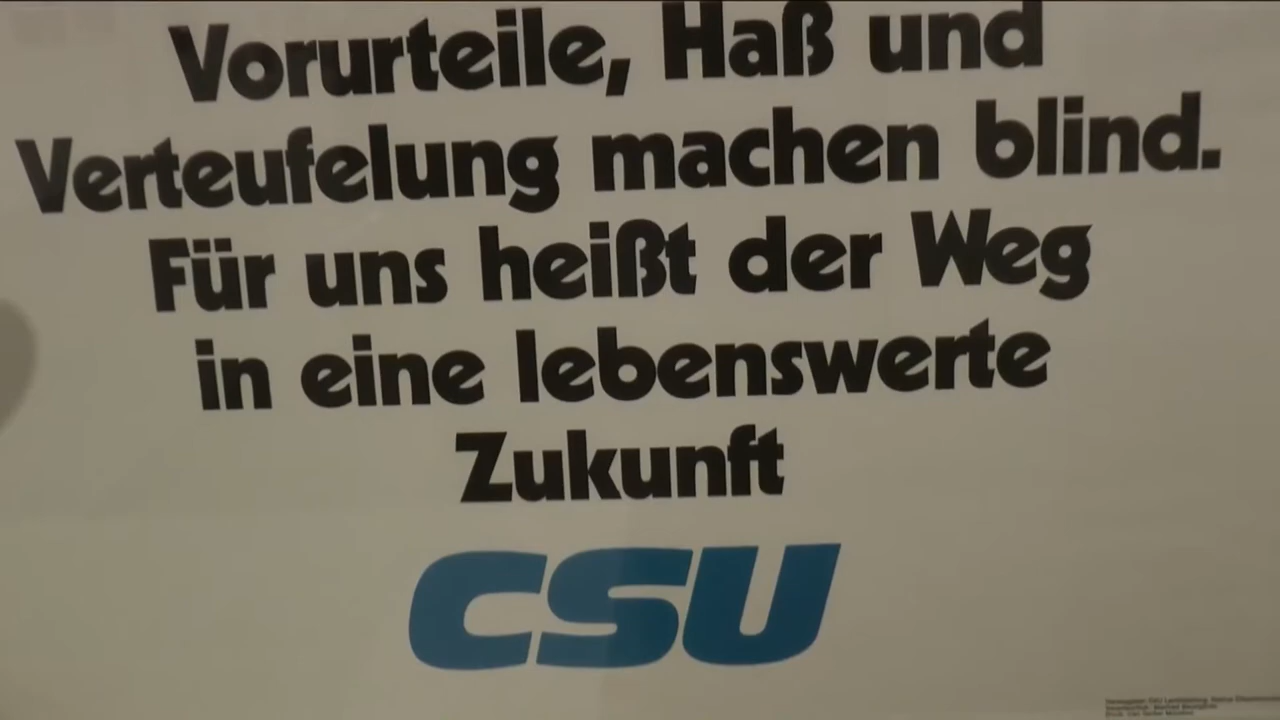 Vorurteile, Haß und
Verteufelung machen blind.
Für uns heißt der Weg
in eine lebenswerte
Zukunft
CSU